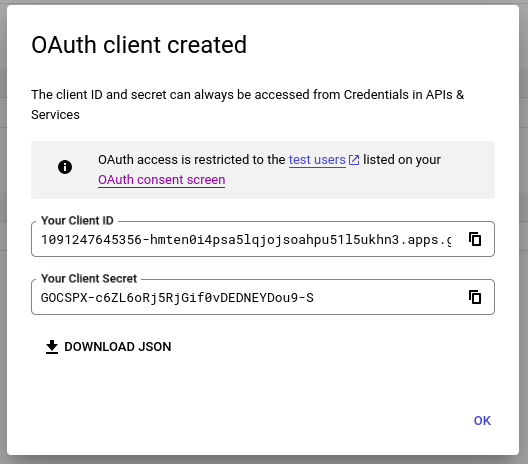 OAuth client created
The client ID and secret can always be accessed from Credentials in APIs &
Services
OAuth access is restricted to the test users listed on your
OAuth consent screen
Your Client ID
1091247645356-hmten0i4psa5lqjojsoahpu51l5ukhn3.apps.g
Your Client Secret
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
DOWNLOAD JSON
OK